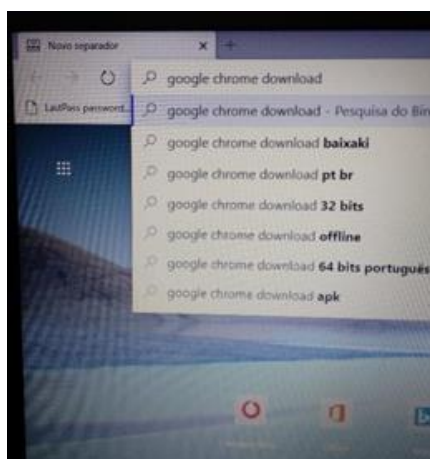 Novo separador
google chrome download
LastPass password...
google chrome download - Pesquisa do Bin
google chrome download baixaki
google chrome download pt br
google chrome download 32 bits
google chrome download offline
google chrome download 64 bits português
google chrome download apk